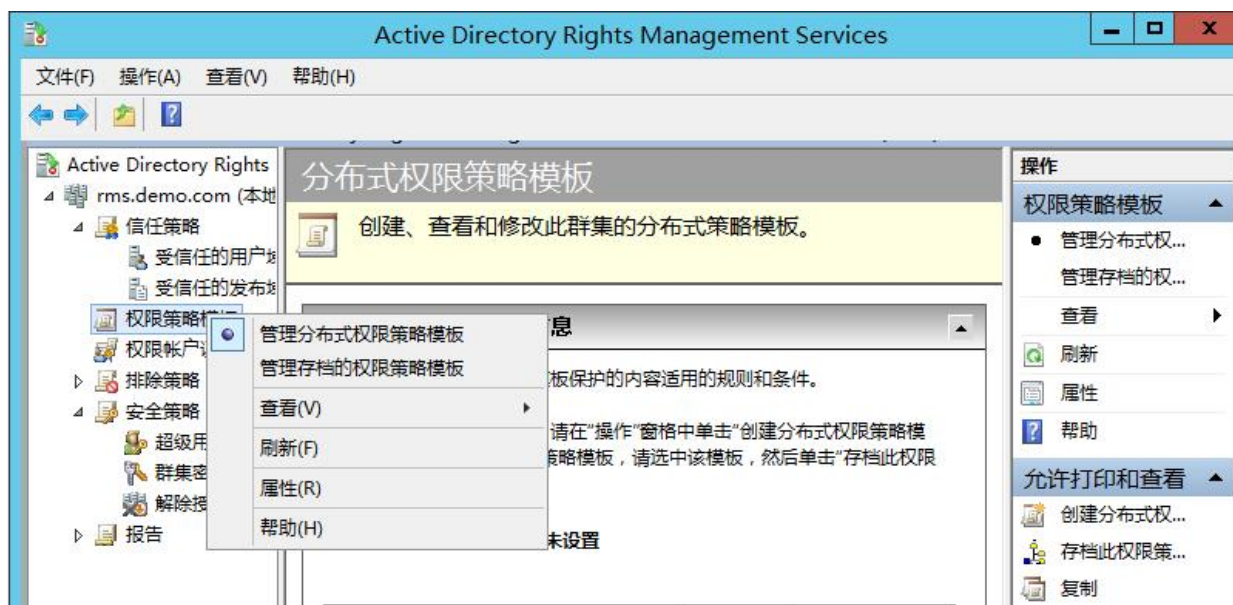 Active Directory Rights Management Services
文件(F) 操作(A) 查看(V) 帮助(H)
Active Directory Rights
rms.demo.com (本地
信任策略
受信任的用户域
受信任的发布域
权限策略模板
权限帐户
排除策略
安全策略
超级用
群集密
解除授
报告
管理分布式权限策略模板
管理存档的权限策略模板
查看(V)
刷新(F)
属性(R)
帮助(H)
分布式权限策略模板
创建、查看和修改此群集的分布式策略模板。
息
板保护的内容适用的规则和条件。
请在"操作"窗格中单击"创建分布式权限策略模
策略模板，请选中该模板，然后单击"存档此权限
未设置
操作
权限策略模板
管理分布式权...
管理存档的权...
查看
刷新
属性
帮助
允许打印和查看
创建分布式权...
存档此权限策...
复制